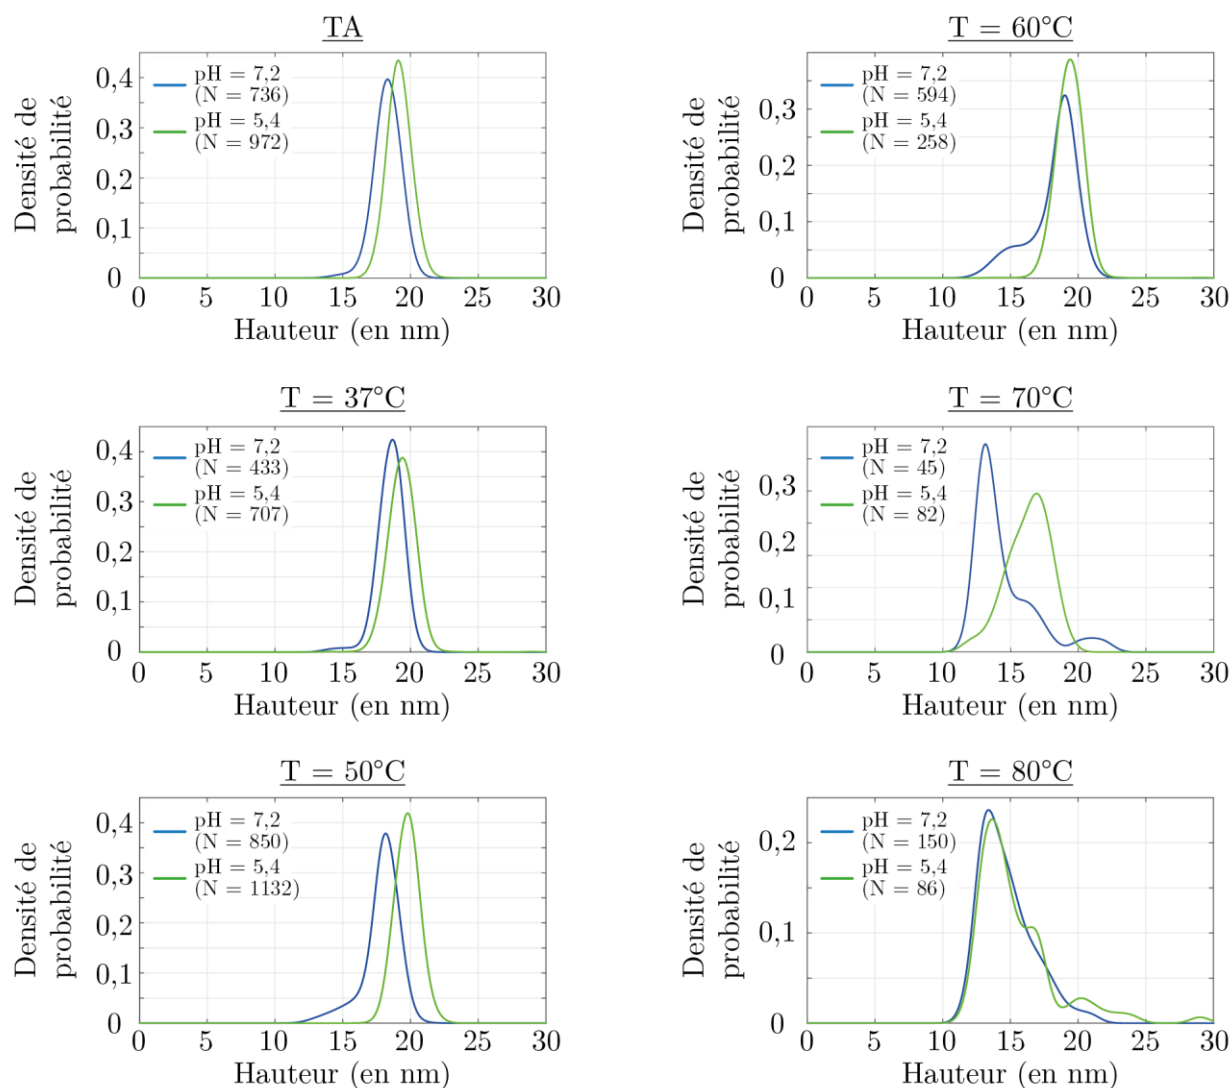 TA
0,4
0,3
0,2
0,1
0
Densité de
probabilité
pH = 7,2
(N = 736)
pH = 5,4
(N = 972)
0 5 10 15 20 25 30
Hauteur (en nm)
T = 60°C
0,3
0,2
0,1
0
Densité de
probabilité
pH = 7,2
(N = 594)
pH = 5,4
(N = 258)
0 5 10 15 20 25 30
Hauteur (en nm)
T = 37°C
0,4
0,3
0,2
0,1
0
Densité de
probabilité
pH = 7,2
(N = 433)
pH = 5,4
(N = 707)
0 5 10 15 20 25 30
Hauteur (en nm)
T = 70°C
0,3
0,2
0,1
0
Densité de
probabilité
pH = 7,2
(N = 45)
pH = 5,4
(N = 82)
0 5 10 15 20 25 30
Hauteur (en nm)
T = 50°C
0,4
0,3
0,2
0,1
0
Densité de
probabilité
pH = 7,2
(N = 850)
pH = 5,4
(N = 1132)
0 5 10 15 20 25 30
Hauteur (en nm)
T = 80°C
0,2
0,1
0
Densité de
probabilité
pH = 7,2
(N = 150)
pH = 5,4
(N = 86)
0 5 10 15 20 25 30
Hauteur (en nm)